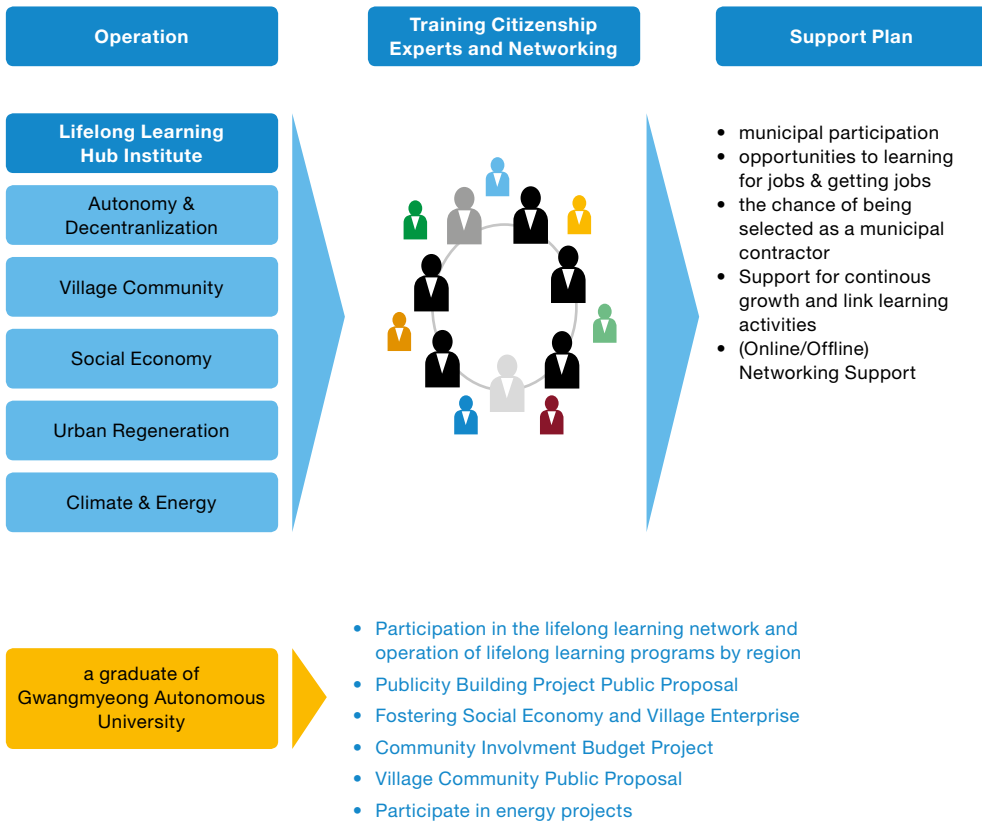 Operation
Training Citizenship
Experts and Networking
Support Plan
Lifelong Learning
Hub Institute
Autonomy &
Decentranlization
Village Community
Social Economy
Urban Regeneration
Climate & Energy
• municipal participation
• opportunities to learning
for jobs & getting jobs
• the chance of being
selected as a municipal
contractor
• Support for continous
growth and link learning
activities
• (Online/Offline)
Networking Support
a graduate of
Gwangmyeong Autonomous
University
• Participation in the lifelong learning network and
operation of lifelong learning programs by region
• Publicity Building Project Public Proposal
• Fostering Social Economy and Village Enterprise
• Community Involvment Budget Project
• Village Community Public Proposal
• Participate in energy projects